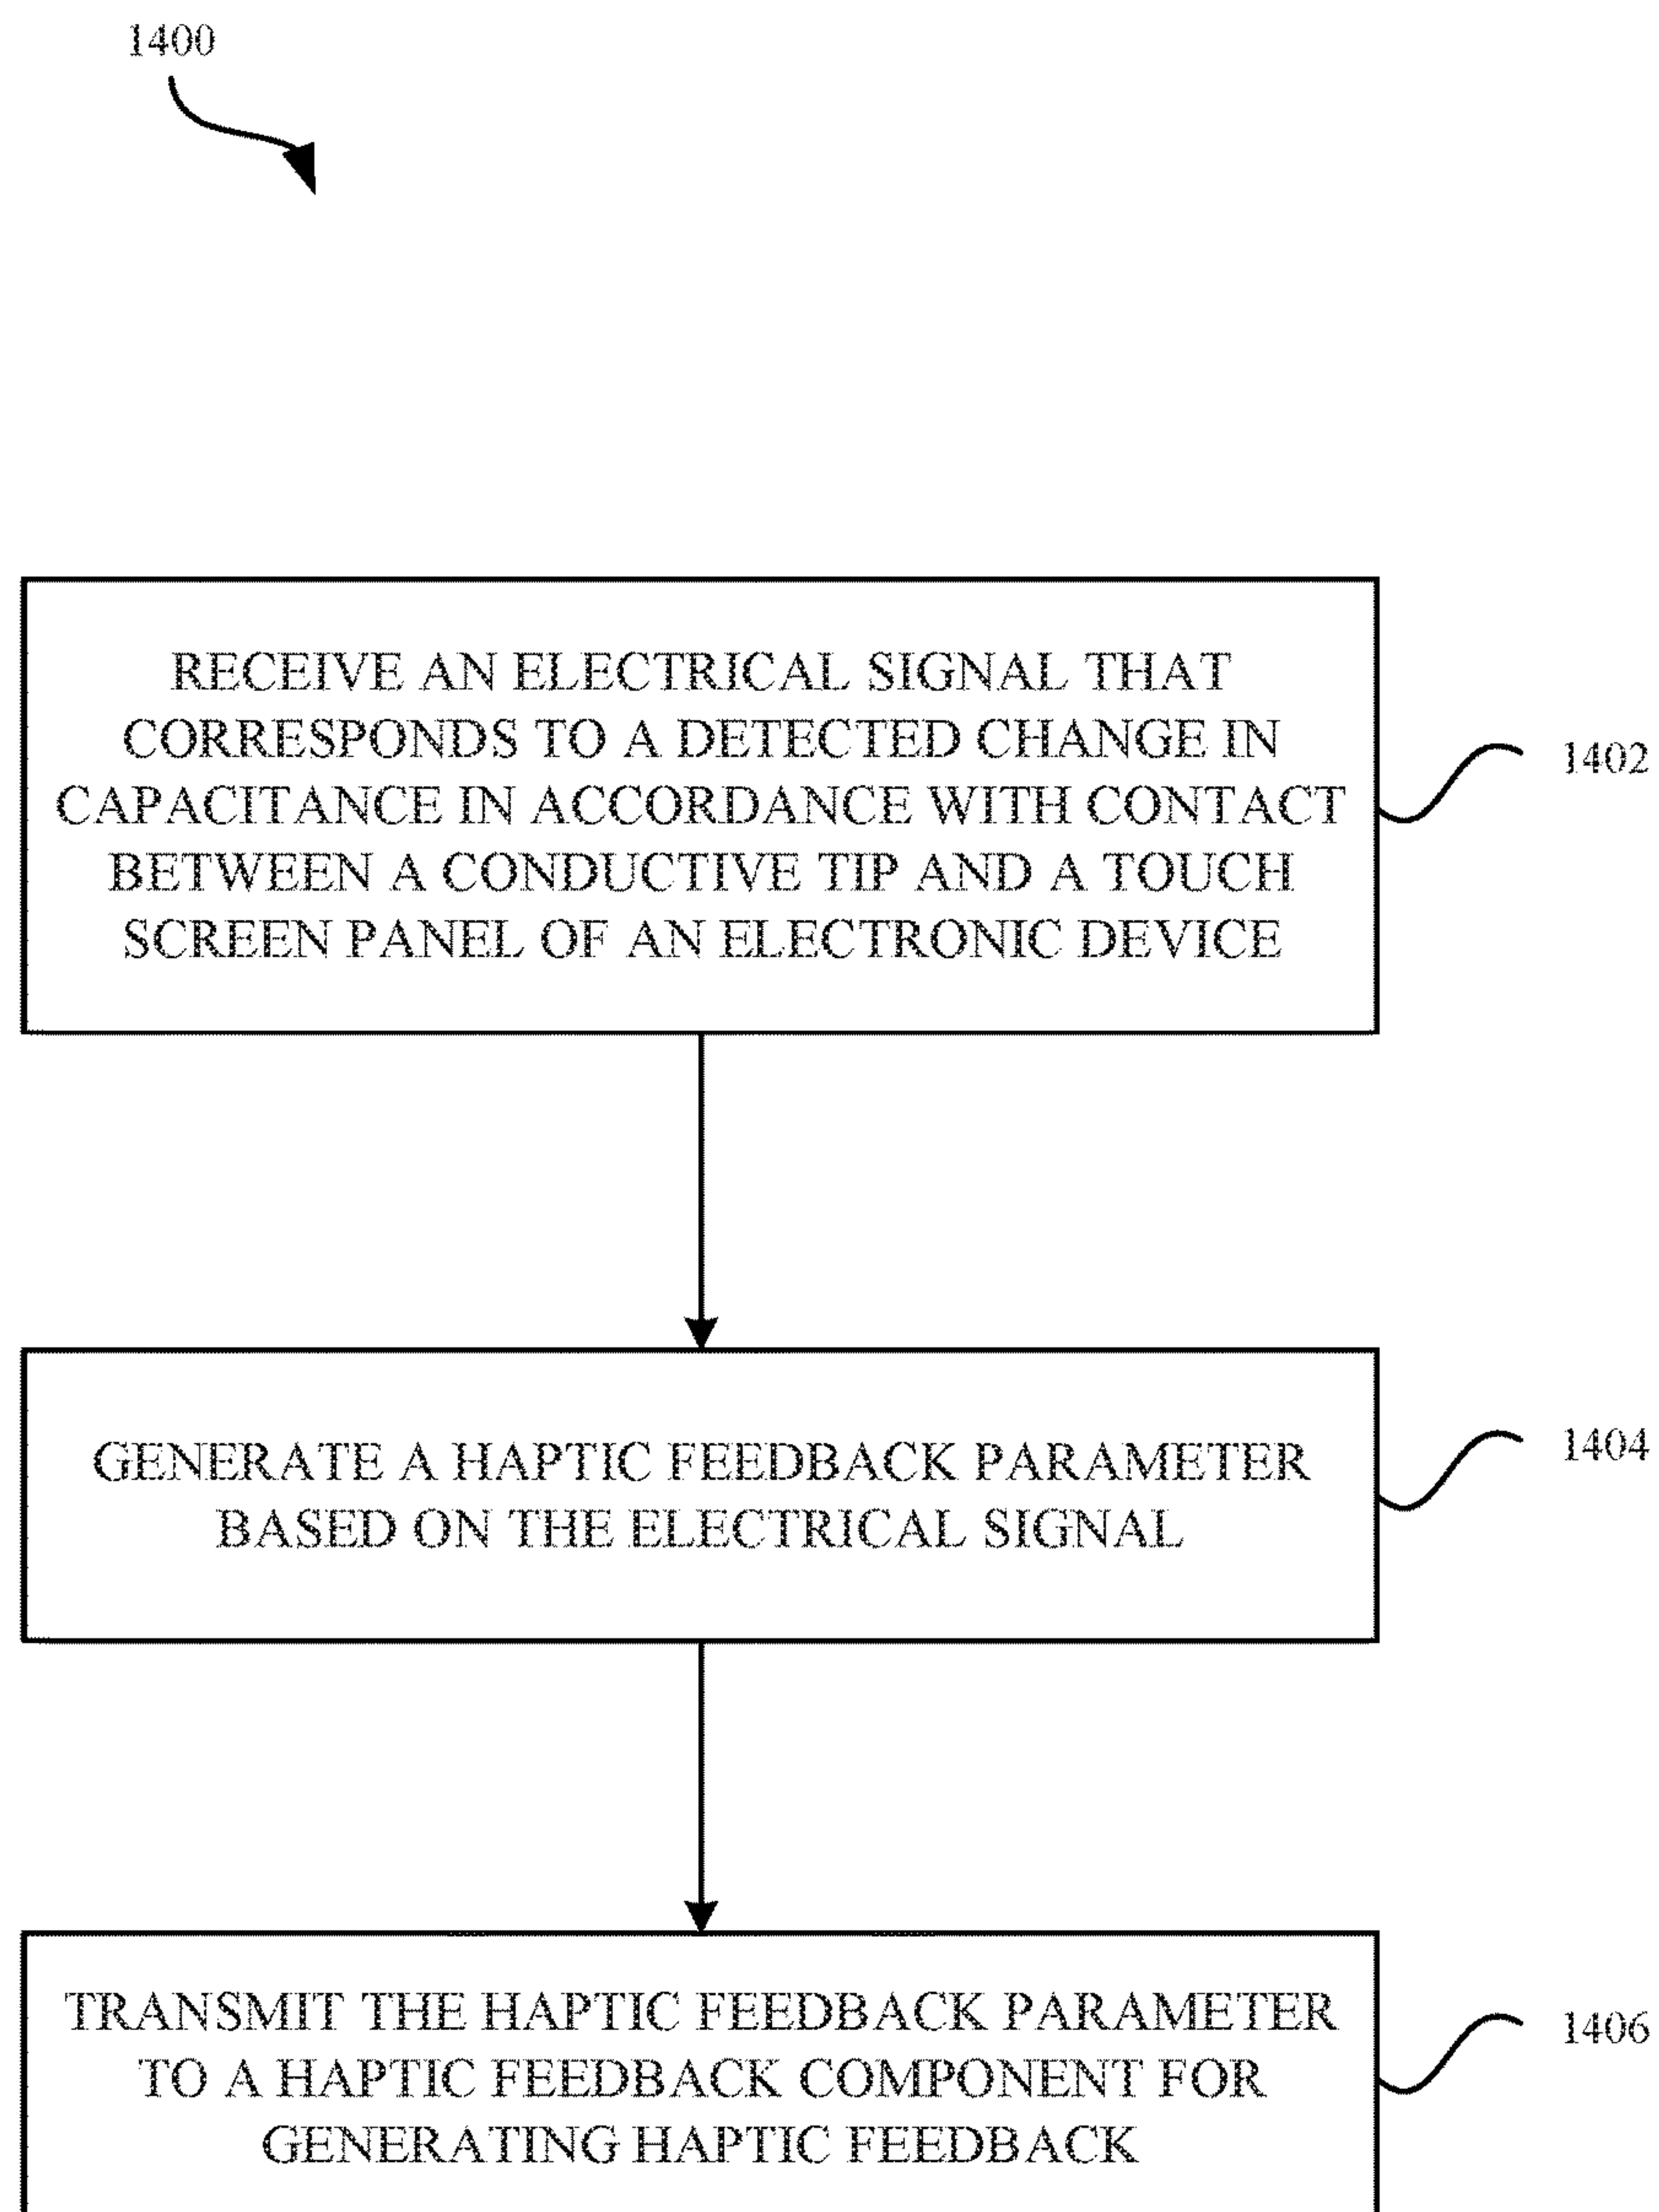 1400
RECEIVE AN ELECTRICAL SIGNAL THAT
CORRESPONDS TO A DETECTED CHANGE IN
CAPACITANCE IN ACCORDANCE WITH CONTACT
BETWEEN A CONDUCTIVE TIP AND A TOUCH
SCREEN PANEL OF AN ELECTRONIC DEVICE
1402
GENERATE A HAPTIC FEEDBACK PARAMETER
BASED ON THE ELECTRICAL SIGNAL
1404
TRANSMIT THE HAPTIC FEEDBACK PARAMETER
TO A HAPTIC FEEDBACK COMPONENT FOR
GENERATING HAPTIC FEEDBACK
1406